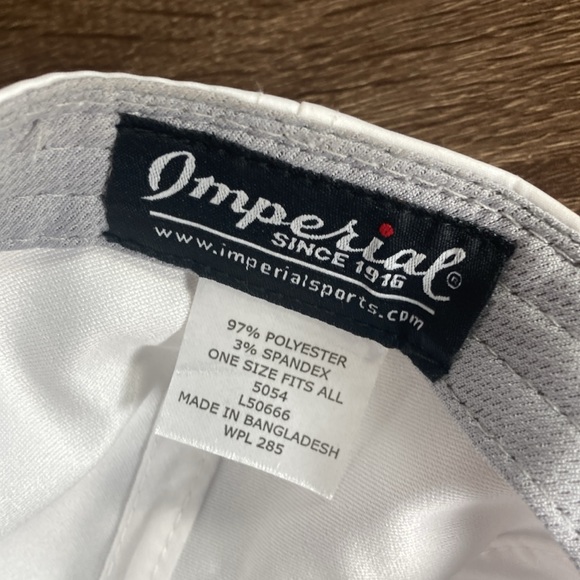 Imperial®
SINCE 1916
www.imperialsports.com
97% POLYESTER
3% SPANDEX
ONE SIZE FITS ALL
5054
L50666
MADE IN BANGLADESH
WPL 285